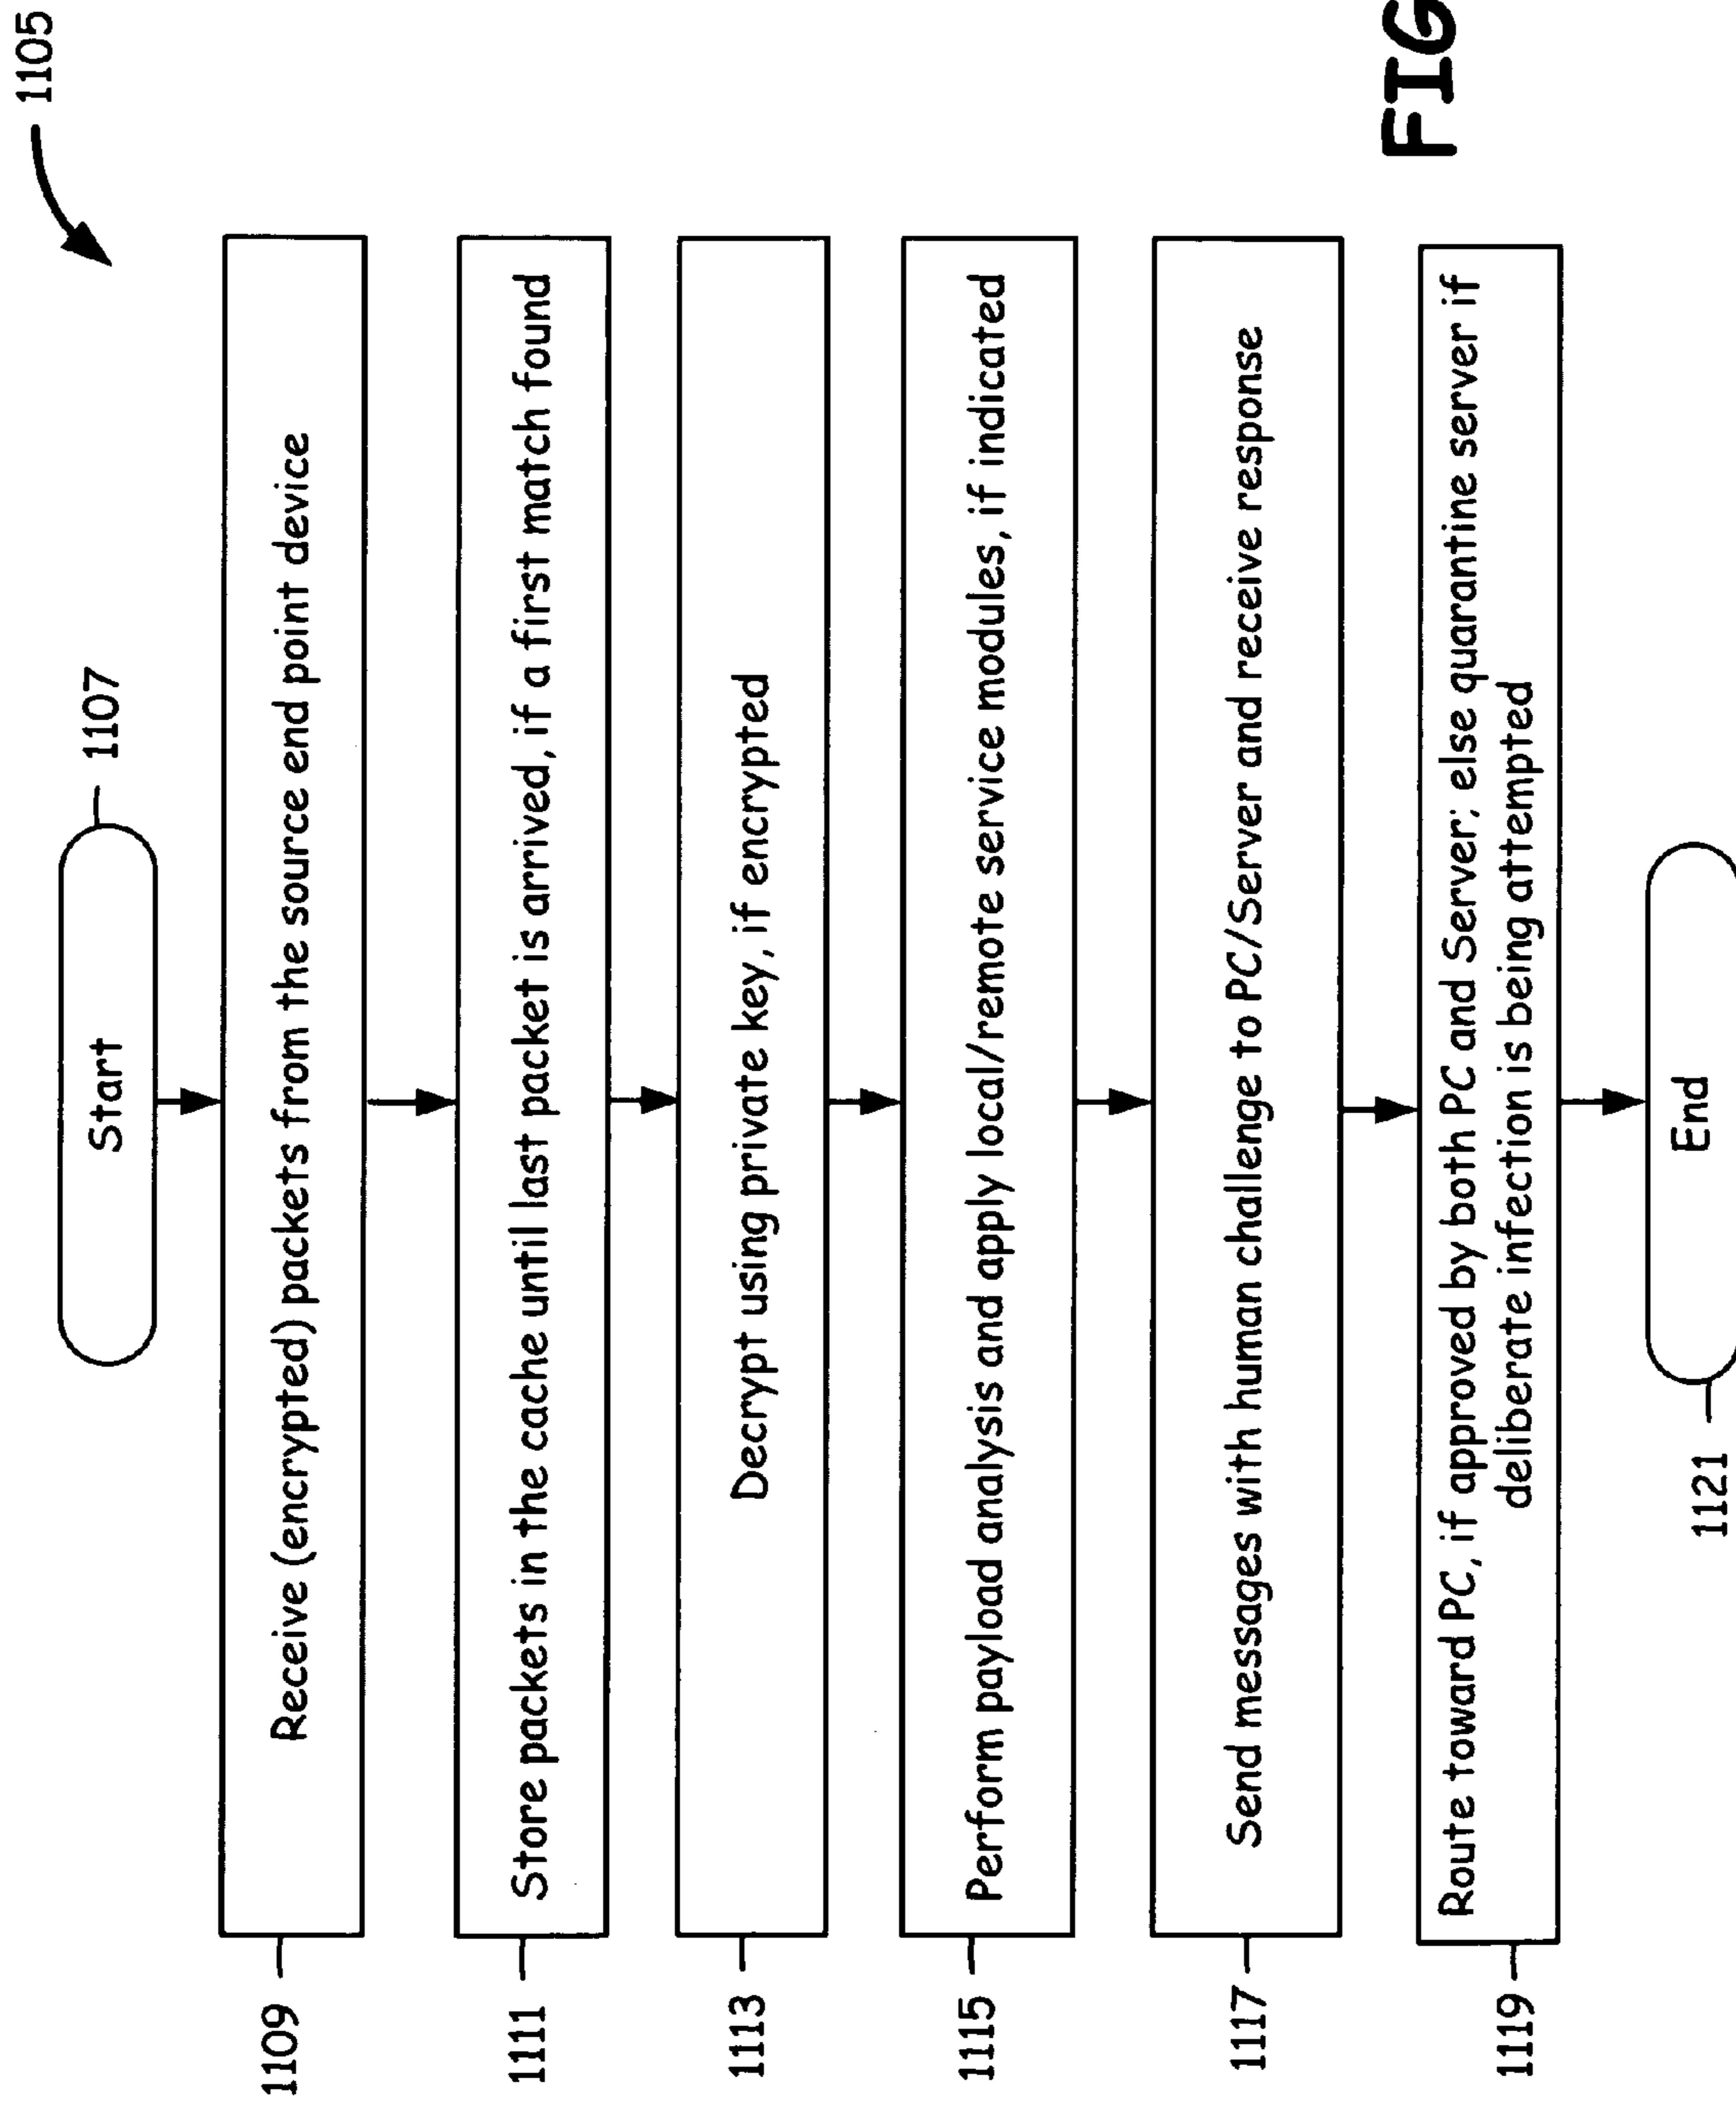 1105
Start
1107
Receive (encrypted) packets from the source end point device
1109
Store packets in the cache until last packet is arrived, if a first match found
1111
Decrypt using private key, if encrypted
1113
Perform payload analysis and apply local/remote service modules, if indicated
1115
Send messages with human challenge to PC/Server and receive response
1117
Route toward PC, if approved by both PC and Server; else quarantine server if
deliberate infection is being attempted
1119
End
1121
FIG